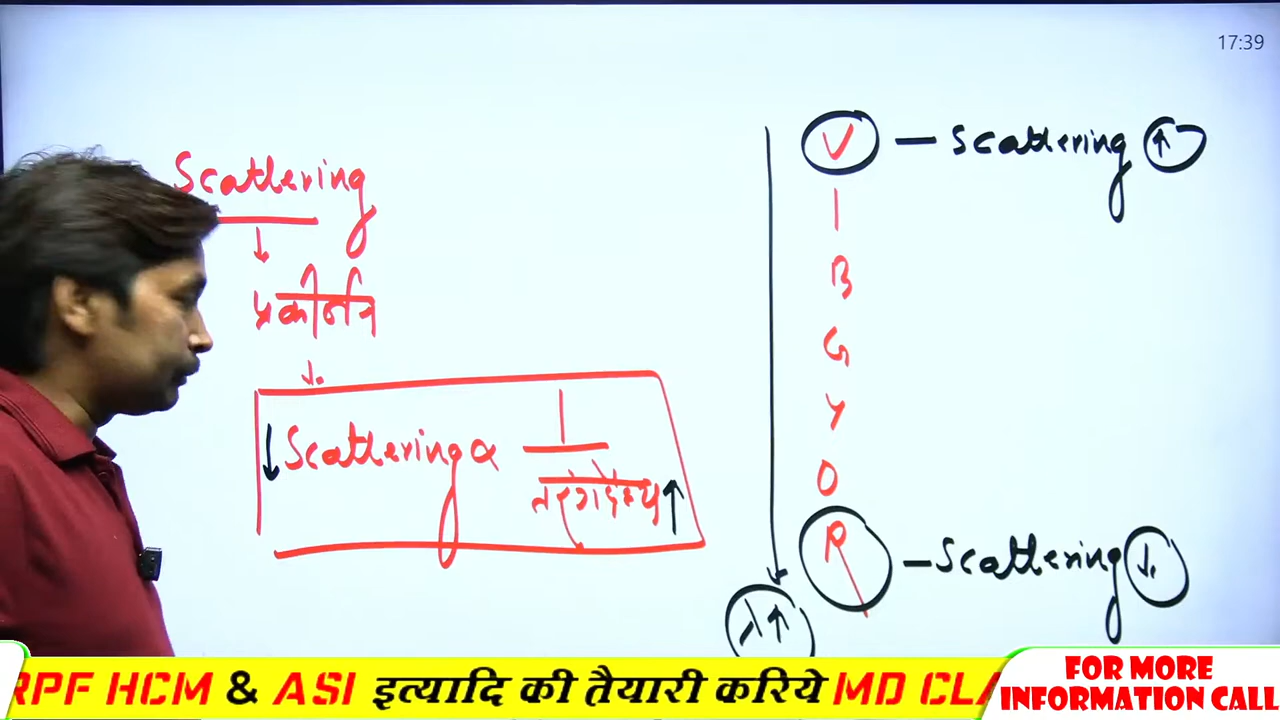 17:39
Scattering
↓
प्रकीर्णन
↓
↓ Scattering ∝ 1
तरंगदैर्ध्य ↑
V — Scattering ↑
I
B
G
Y
O
R — Scattering ↓
λ ↑
RPF HCM & ASI इत्यादि की तैयारी करिये MD CLA
FOR MORE
INFORMATION CALL